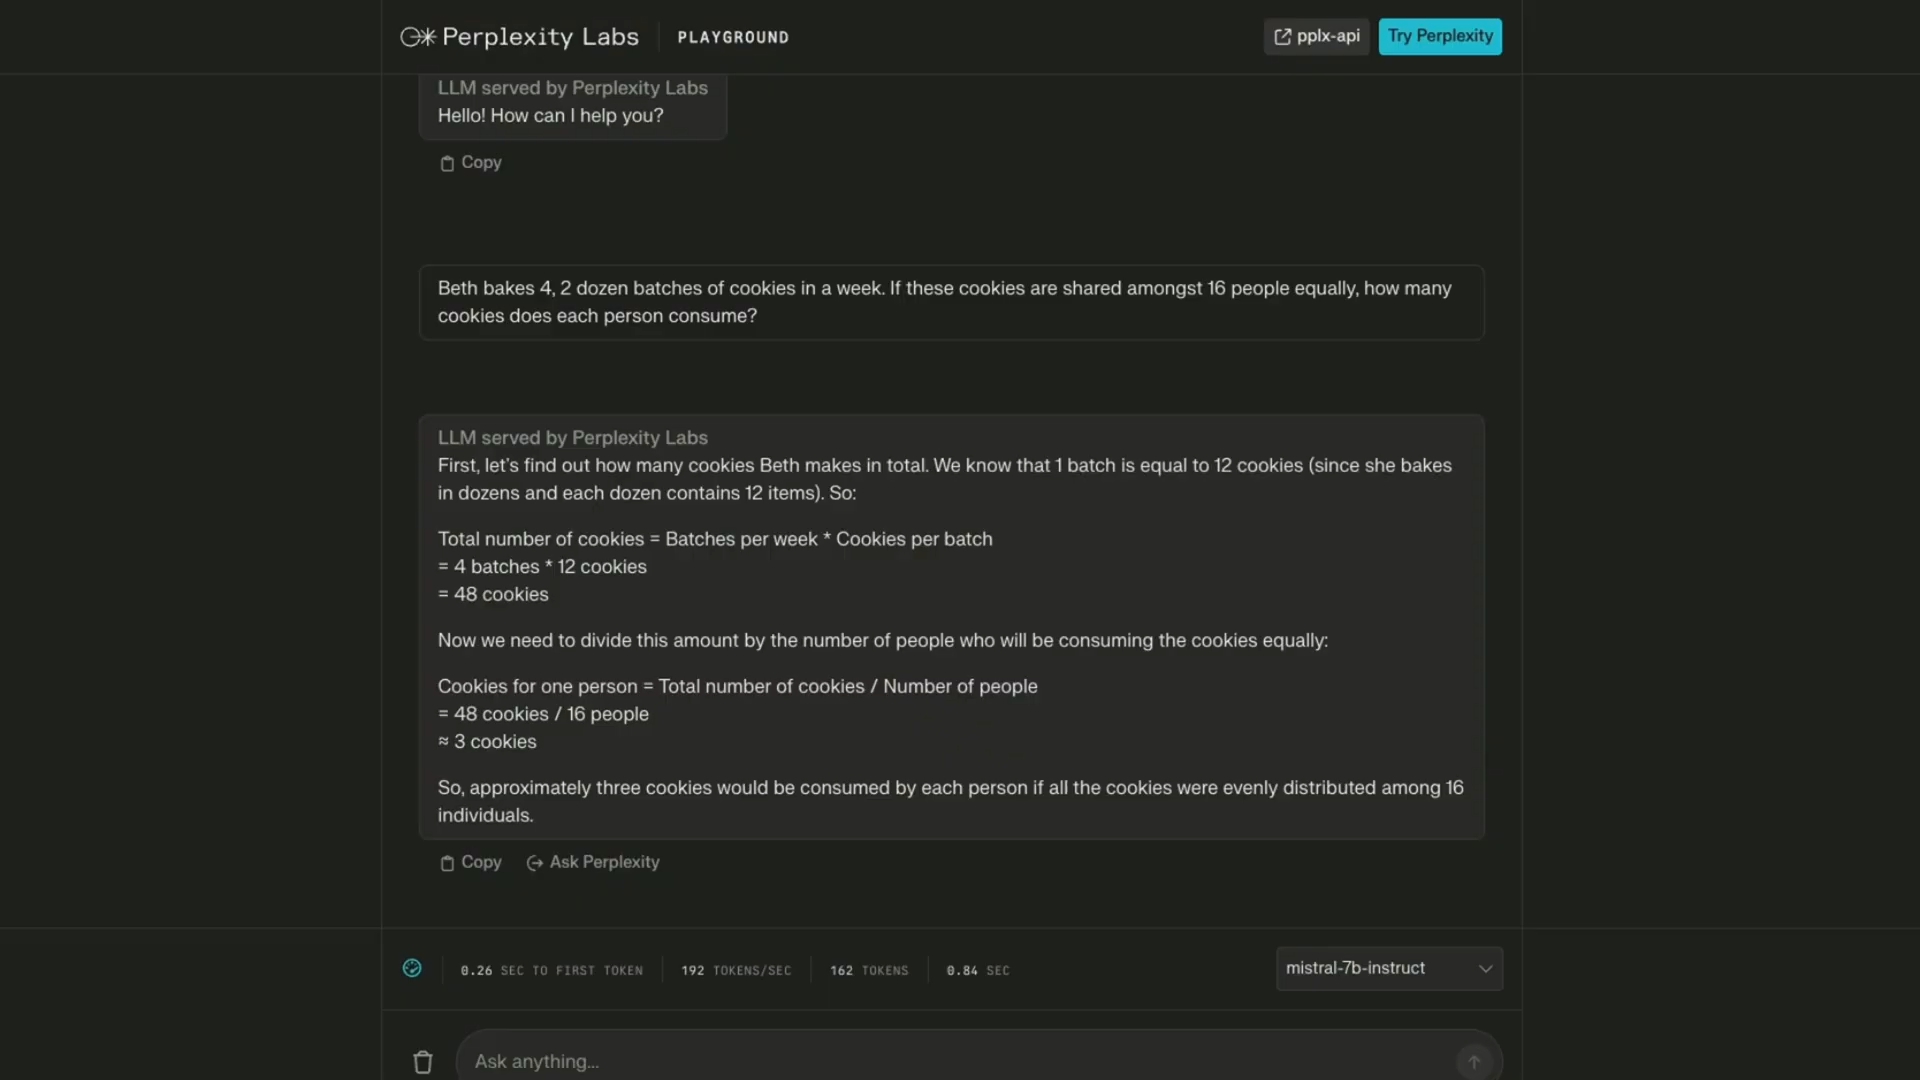 Perplexity Labs PLAYGROUND pplx-api Try Perplexity
LLM served by Perplexity Labs
Hello! How can I help you?
Copy
Beth bakes 4, 2 dozen batches of cookies in a week. If these cookies are shared amongst 16 people equally, how many
cookies does each person consume?
LLM served by Perplexity Labs
First, let's find out how many cookies Beth makes in total. We know that 1 batch is equal to 12 cookies (since she bakes
in dozens and each dozen contains 12 items). So:
Total number of cookies = Batches per week * Cookies per batch
= 4 batches * 12 cookies
= 48 cookies
Now we need to divide this amount by the number of people who will be consuming the cookies equally:
Cookies for one person = Total number of cookies / Number of people
= 48 cookies / 16 people
≈ 3 cookies
So, approximately three cookies would be consumed by each person if all the cookies were evenly distributed among 16
individuals.
Copy Ask Perplexity
0.26 SEC TO FIRST TOKEN 192 TOKENS/SEC 162 TOKENS 0.84 SEC mistral-7b-instruct
Ask anything...